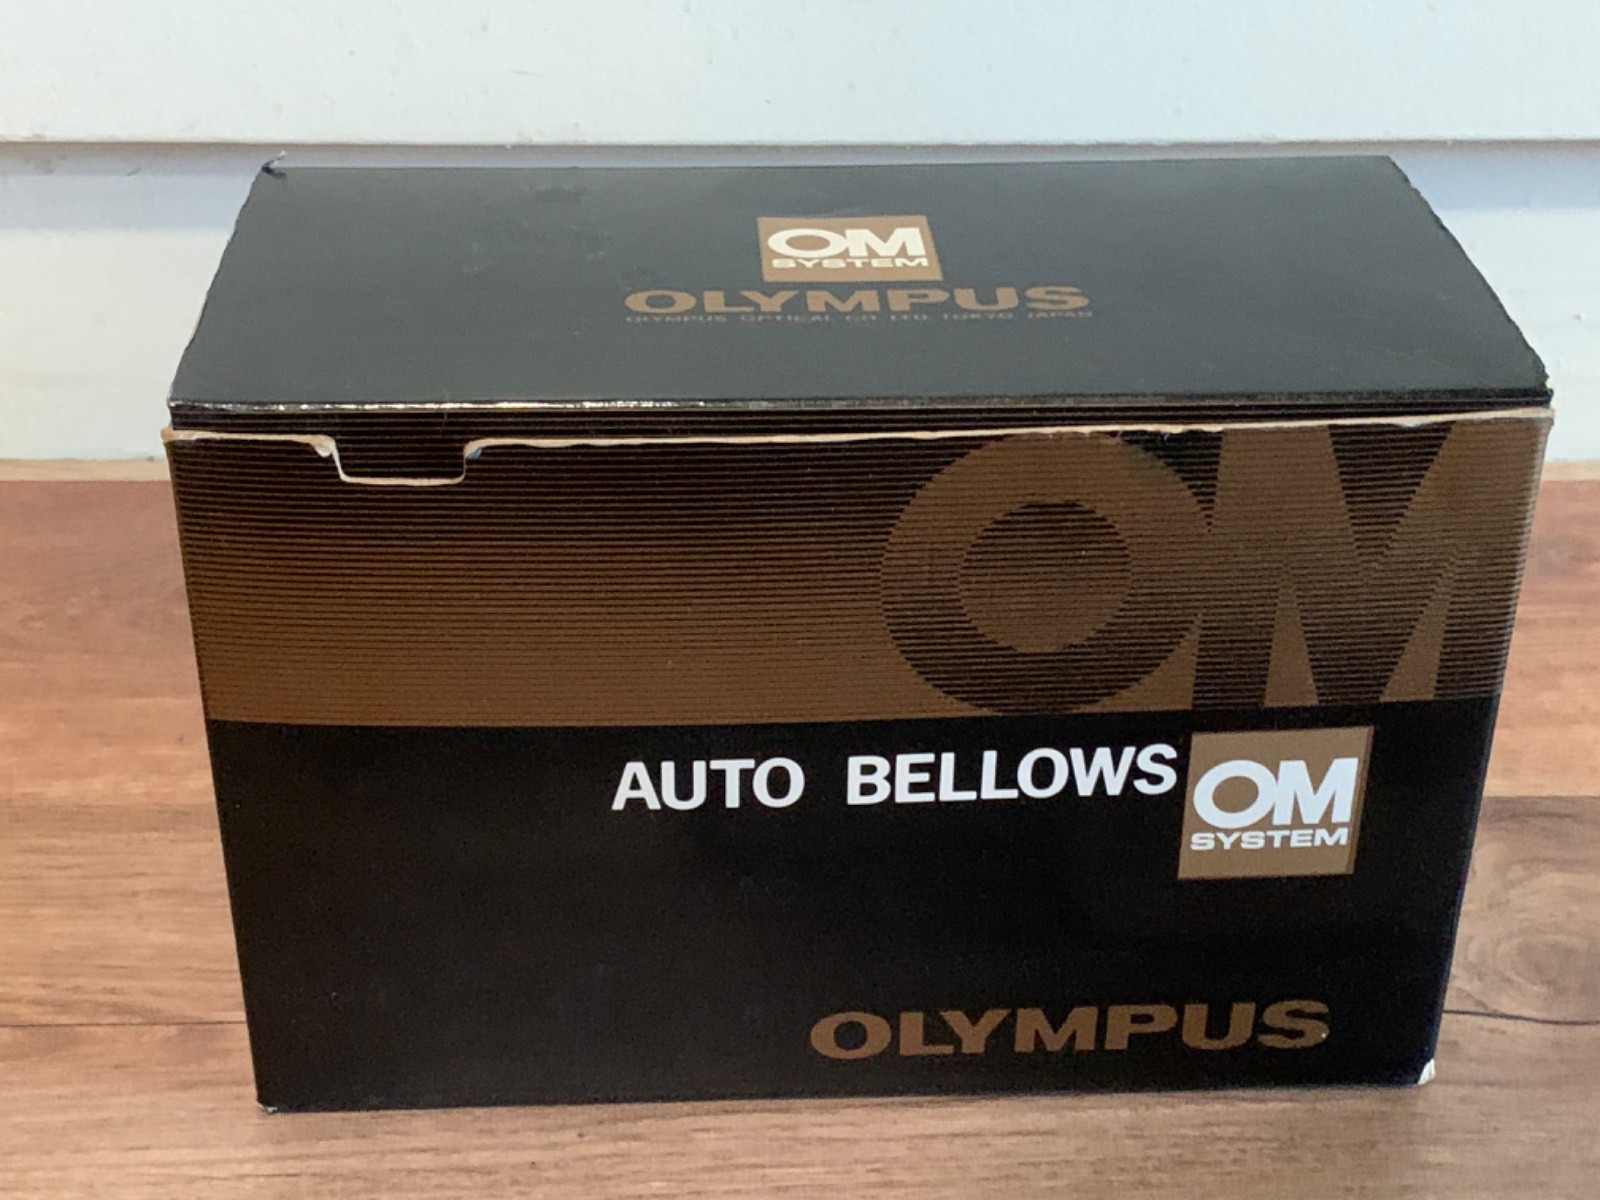 OM
SYSTEM
OLYMPUS
OLYMPUS OPTICAL CO., LTD. TOKYO JAPAN
OM
AUTO BELLOWS
OM
SYSTEM
OLYMPUS